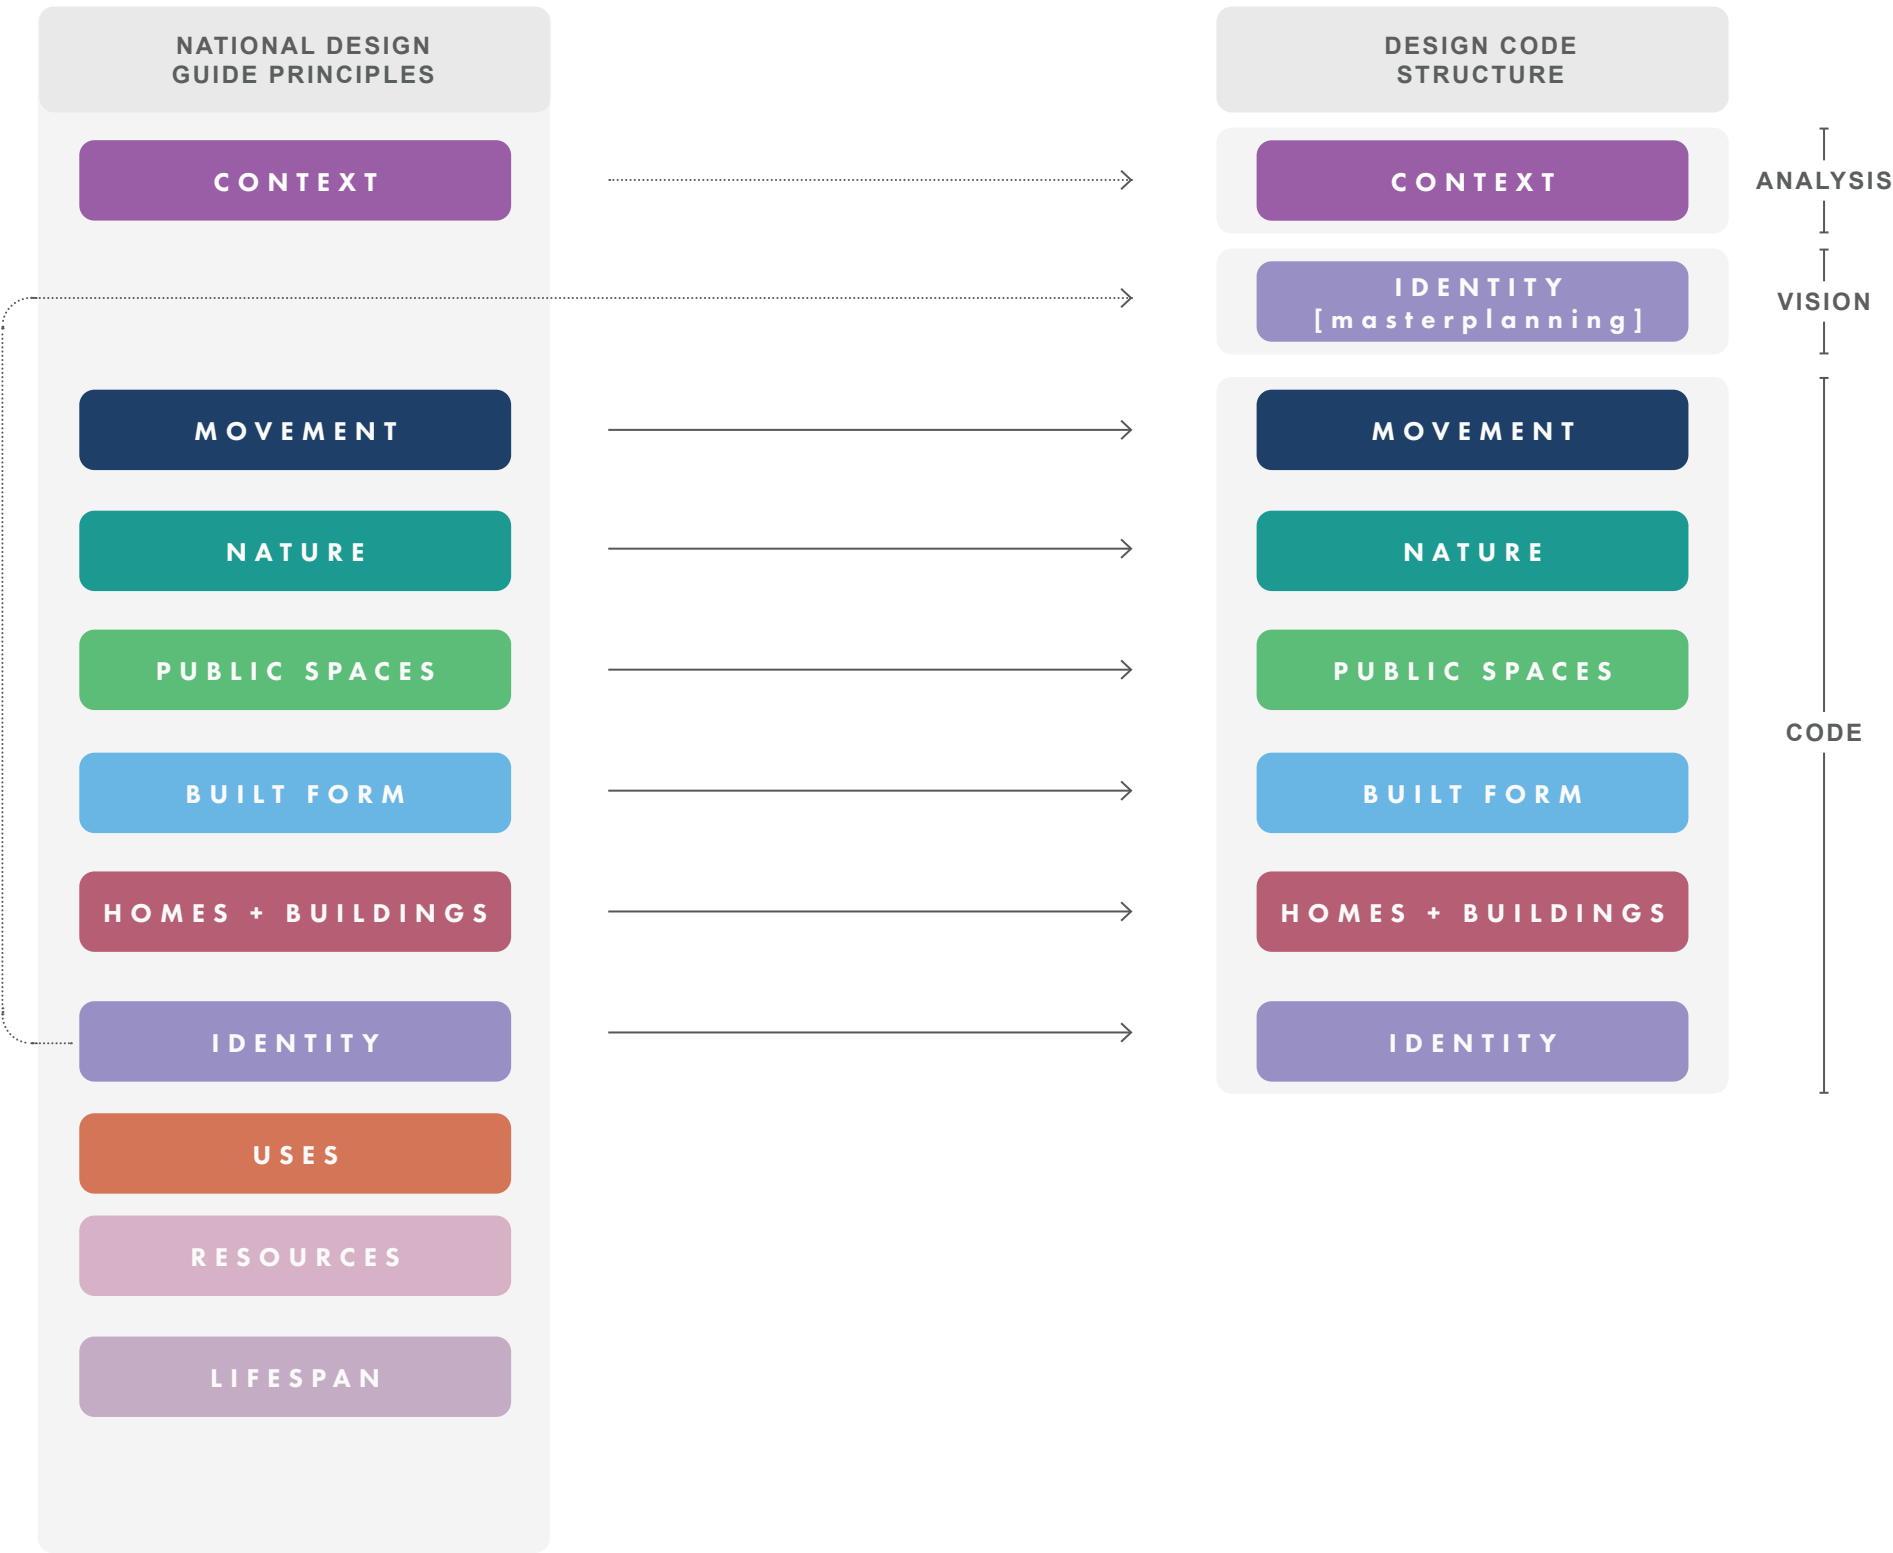 NATIONAL DESIGN
GUIDE PRINCIPLES
CONTEXT
MOVEMENT
NATURE
PUBLIC SPACES
BUILT FORM
HOMES + BUILDINGS
IDENTITY
USES
RESOURCES
LIFESPAN
DESIGN CODE
STRUCTURE
CONTEXT
IDENTITY
[masterplanning]
MOVEMENT
NATURE
PUBLIC SPACES
BUILT FORM
HOMES + BUILDINGS
IDENTITY
ANALYSIS
VISION
CODE